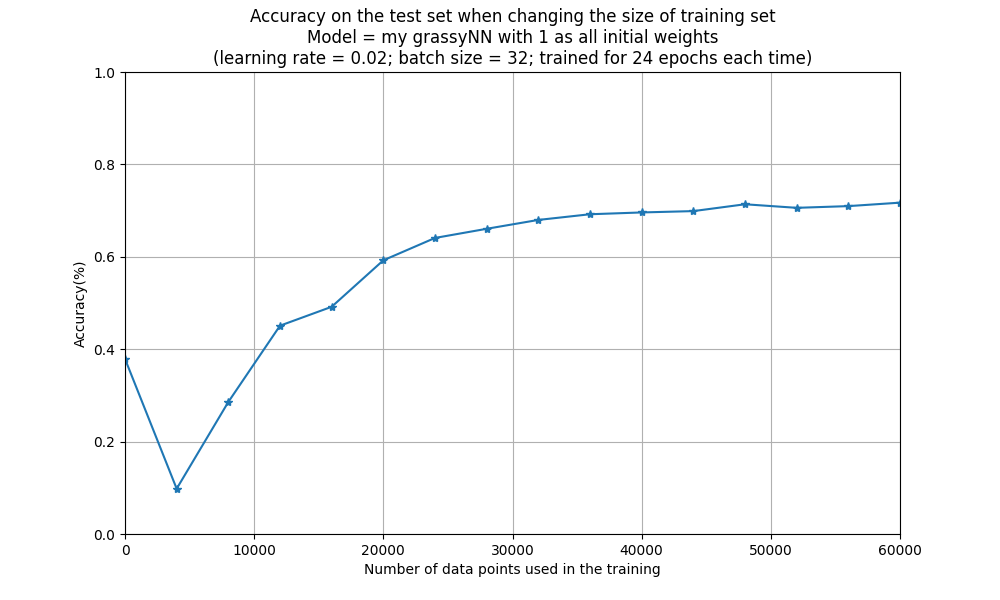 Accuracy on the test set when changing the size of training set
Model = my grassyNN with 1 as all initial weights
(learning rate = 0.02; batch size = 32; trained for 24 epochs each time)
1.0
0.8
0.6
0.4
0.2
0.0
Accuracy(%)
0 10000 20000 30000 40000 50000 60000
Number of data points used in the training